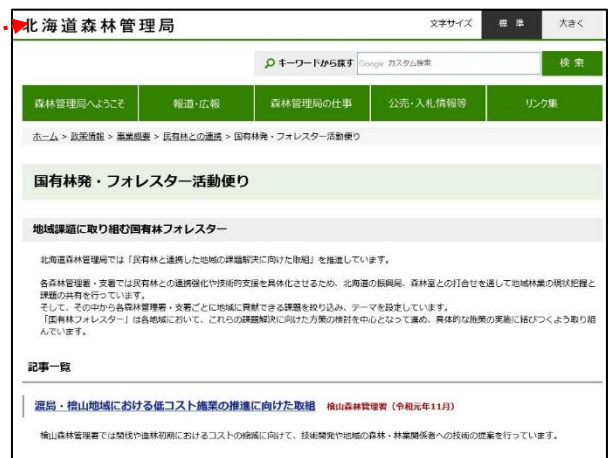 北海道森林管理局
文字サイズ 標準 大きく
キーワードから探す Google カスタム検索 検索
森林管理局へようこそ 報道・広報 森林管理局の仕事 公売・入札情報等 リンク集
ホーム > 政策情報 > 事業概要 > 民有林との連携 > 国有林発・フォレスター活動便り
国有林発・フォレスター活動便り
地域課題に取り組む国有林フォレスター
北海道森林管理局では「民有林と連携した地域の課題解決に向けた取組」を推進しています。
各森林管理署・支署では民有林との連携強化や技術的支援を具体化させるため、北海道の振興局、森林室との打合せを通して地域林業の現状把握と
課題の共有を行っています。
そして、その中から各森林管理署・支署ごとに地域に貢献できる課題を絞り込み、テーマを設定しています。
「国有林フォレスター」は各地域において、これらの課題解決に向けた方策の検討を中心となって進め、具体的な施策の実施に結びつくよう取り組
んでいます。
記事一覧
渡島・檜山地域における低コスト施業の推進に向けた取組 檜山森林管理署（令和元年11月）
檜山森林管理署では間伐や造林初期におけるコストの縮減に向けて、技術開発や地域の森林・林業関係者への技術の提案を行っています。